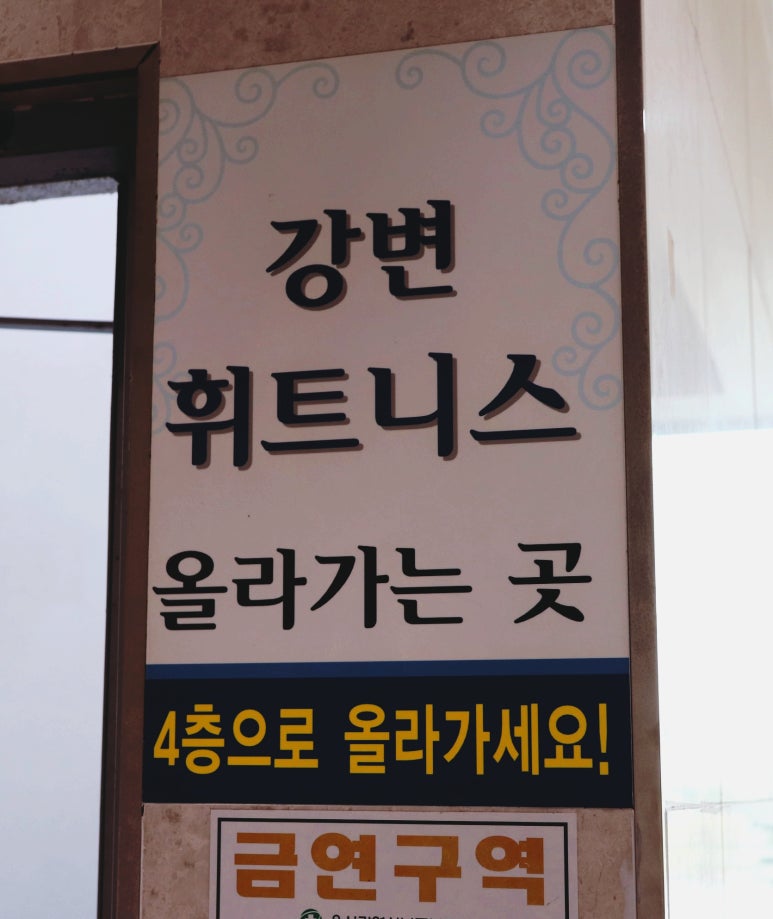 강변
휘트니스
올라가는 곳
4층으로 올라가세요!
금연구역